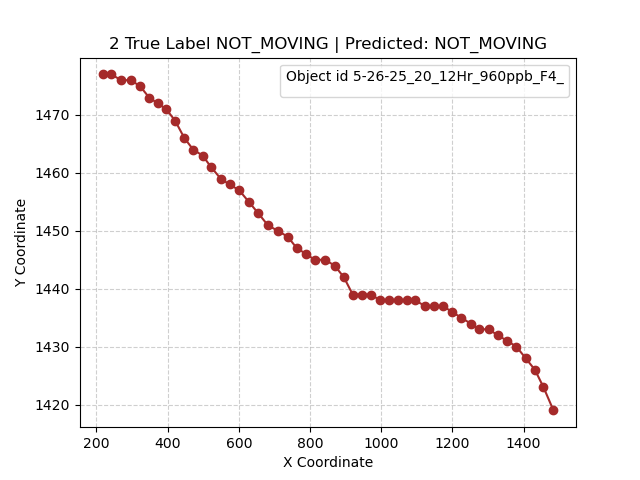 2 True Label NOT_MOVING | Predicted: NOT_MOVING
Object id 5-26-25_20_12Hr_960ppb_F4_
1470
1460
1450
1440
1430
1420
Y Coordinate
200 400 600 800 1000 1200 1400
X Coordinate